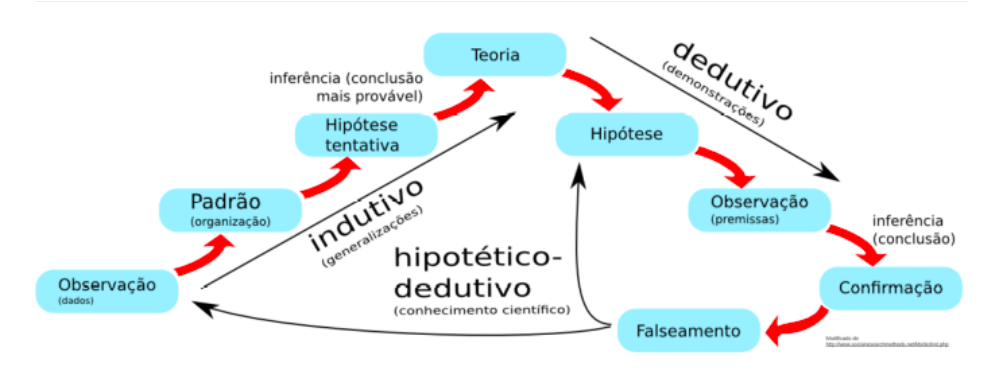 Teoria
inferência (conclusão
mais provável)
Hipótese
tentativa
Padrão
(organização)
Observação
(dados)
indutivo
(generalizações)
dedutivo
(demonstrações)
Hipótese
Observação
(premissas)
inferência
(conclusão)
Confirmação
Falseamento
hipotético-
dedutivo
(conhecimento científico)
Modificado de